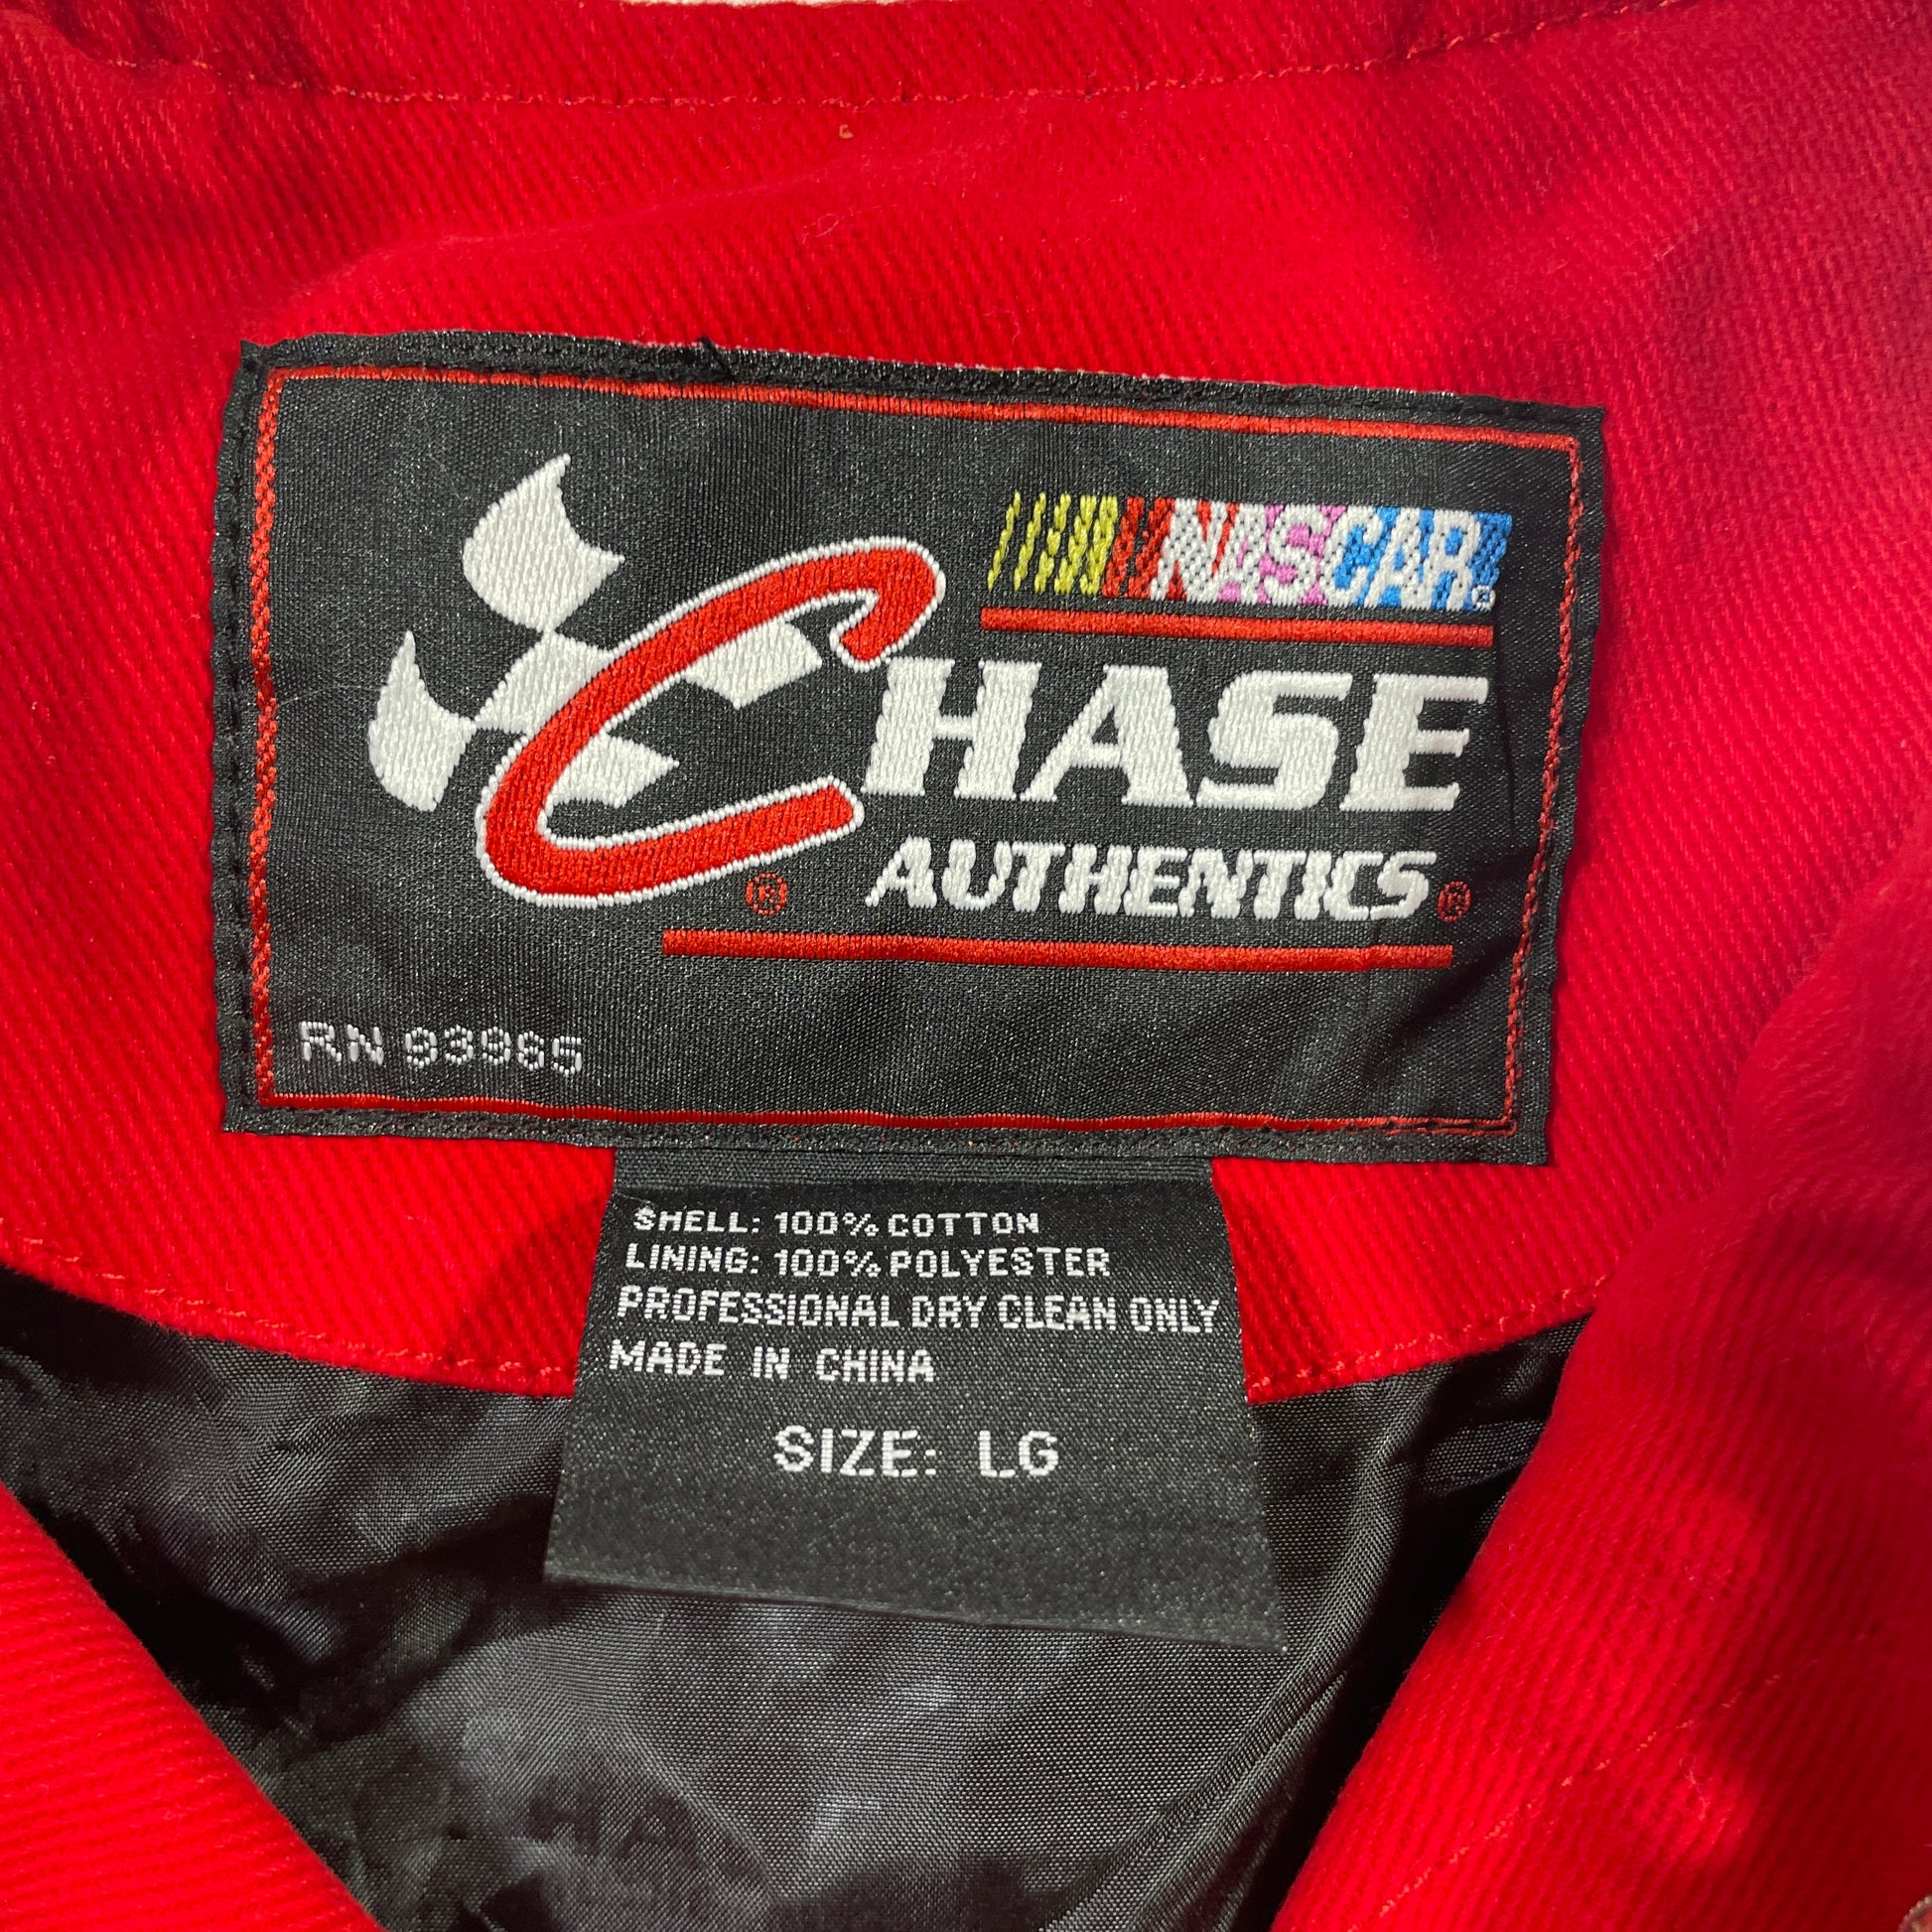 NASCAR®
CHASE
AUTHENTICS®
®
RN 93985
SHELL: 100% COTTON
LINING: 100% POLYESTER
PROFESSIONAL DRY CLEAN ONLY
MADE IN CHINA
SIZE: LG